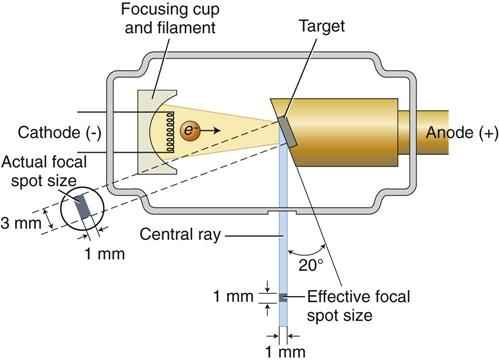 Focusing cup
and filament
Target
Cathode (-)
e-
Anode (+)
Actual focal
spot size
3 mm
1 mm
Central ray
20°
1 mm
Effective focal
spot size
1 mm